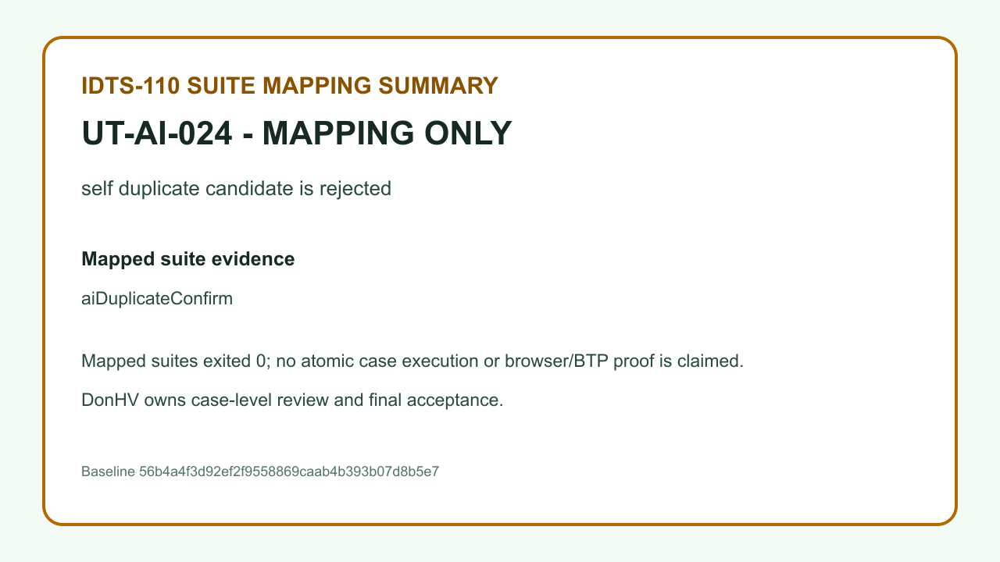 IDTS-110 SUITE MAPPING SUMMARY
UT-AI-024 - MAPPING ONLY
self duplicate candidate is rejected
Mapped suite evidence
aiDuplicateConfirm
Mapped suites exited 0; no atomic case execution or browser/BTP proof is claimed.
DonHV owns case-level review and final acceptance.
Baseline 56b4a4f3d92ef2f9558869caab4b393b07d8b5e7